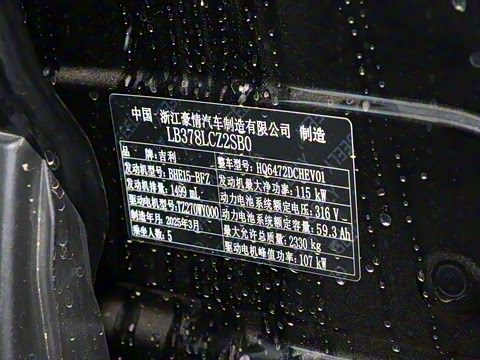 中国 浙江豪情汽车制造有限公司 制造
LB378LCZ2SB0
品 牌: 吉利 整车型号: HQ6472DCHEV01
发动机型号: BHE15-BFZ 发动机最大净功率: 115 kW
发动机排量: 1499 mL 动力电池系统额定电压: 316 V
驱动电机型号: TZ270WY000 动力电池系统额定容量: 59.3 Ah
制造年月: 2025年3月 最大允许总质量: 2330 kg
乘坐人数: 5 驱动电机峰值功率: 107 kW